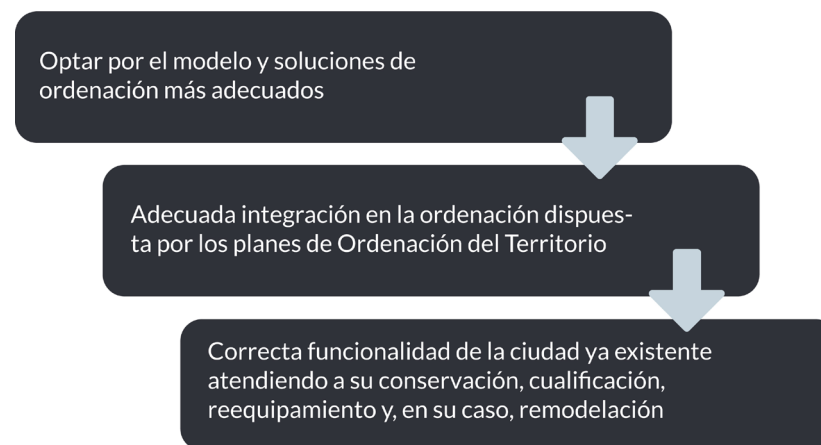 Optar por el modelo y soluciones de
ordenación más adecuados
Adecuada integración en la ordenación dispues-
ta por los planes de Ordenación del Territorio
Correcta funcionalidad de la ciudad ya existente
atendiendo a su conservación, cualificación,
reequipamiento y, en su caso, remodelación